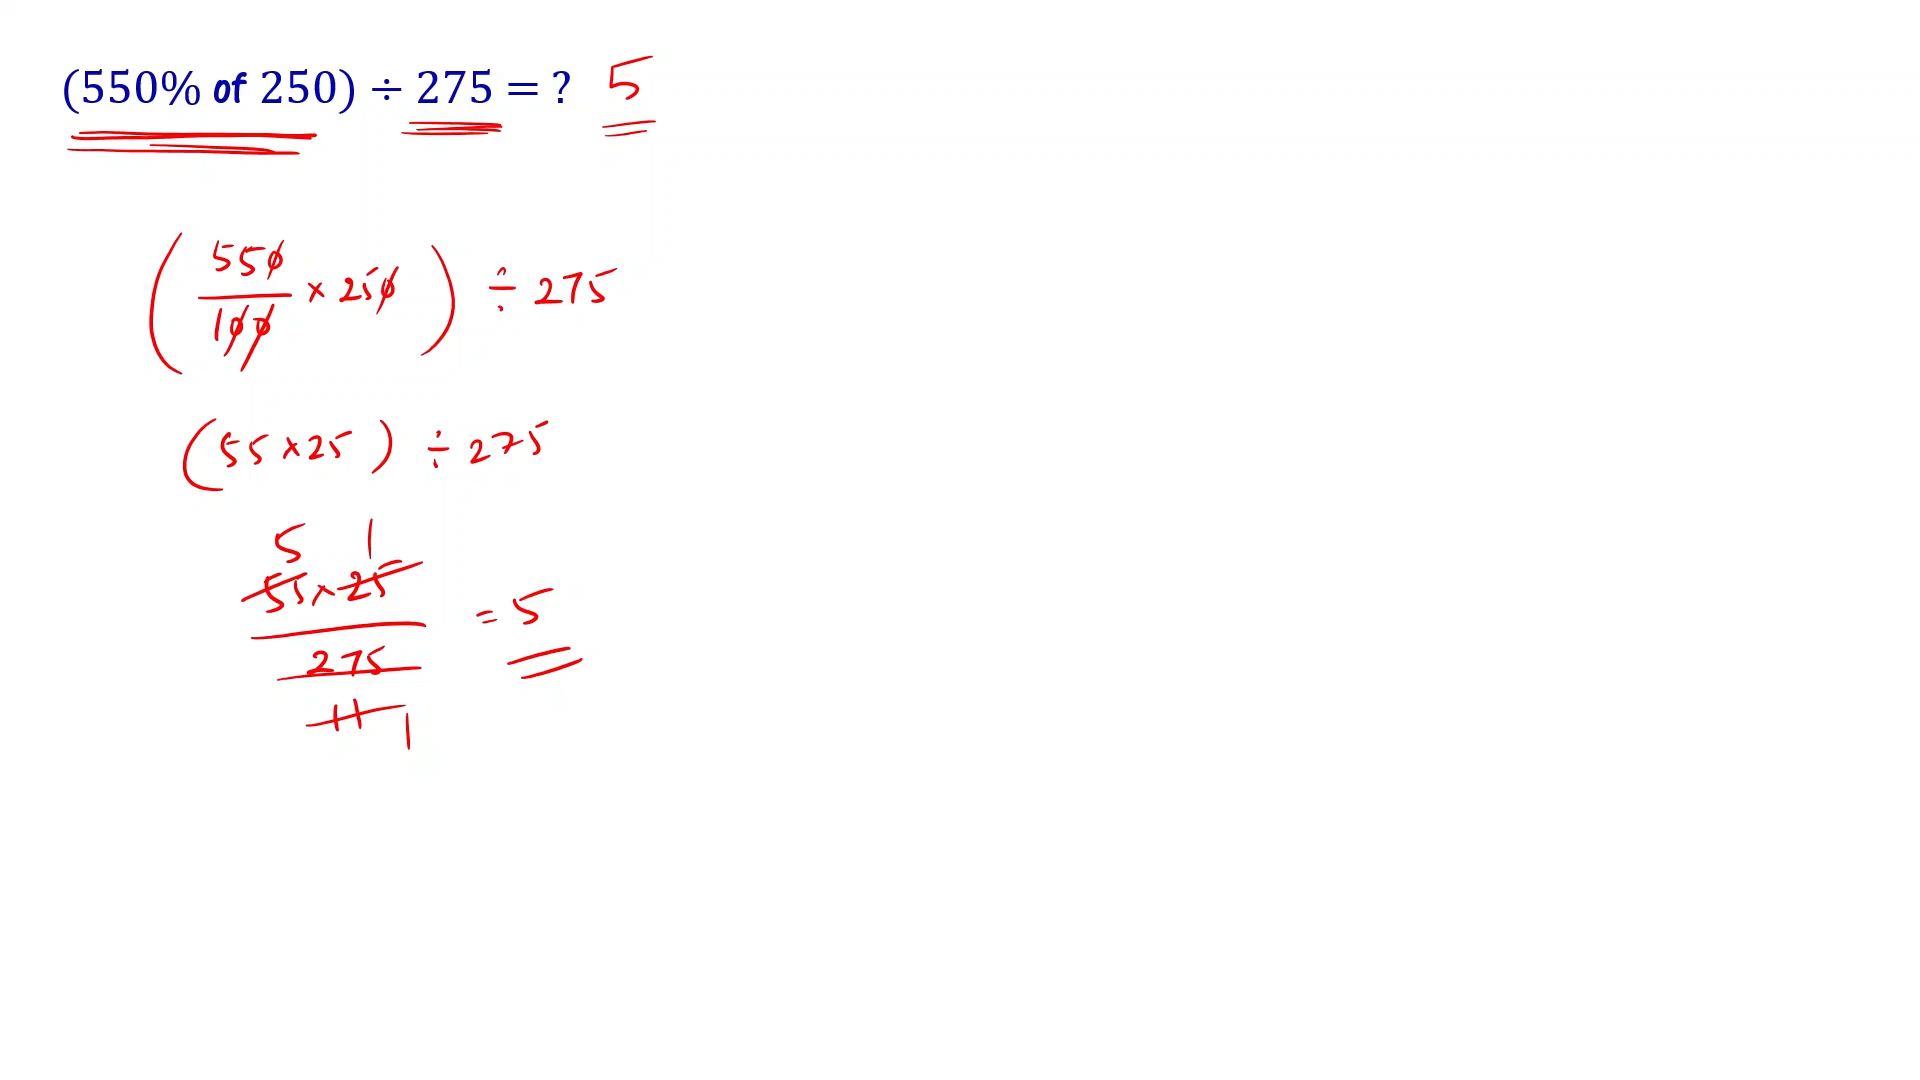 (550% of 250) ÷ 275 = ? 5
(550/100 × 250) ÷ 275
(55 × 25) ÷ 275
5 1
55 × 25
275
11 1
= 5